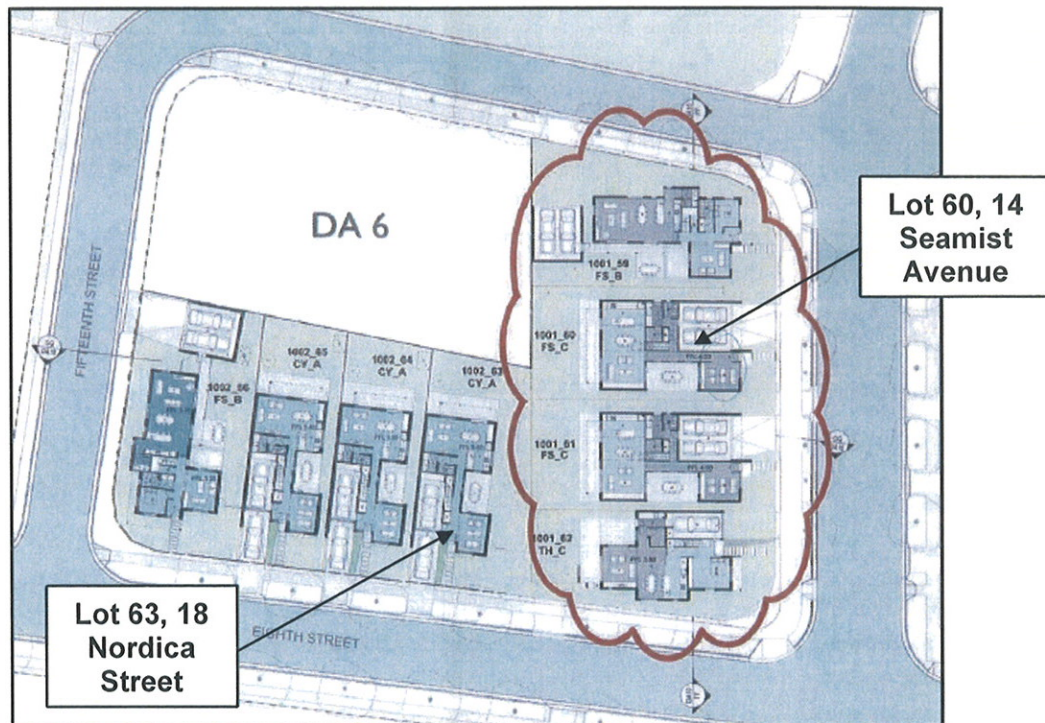 DA 6
FIFTEENTH STREET
EIGHTH STREET
Lot 60, 14
Seamist
Avenue
Lot 63, 18
Nordica
Street
1001_59
FS_B
1001_60
FS_C
1001_61
FS_C
1001_62
TH_C
1002_66
FS_B
1002_65
CY_A
1002_64
CY_A
1002_63
CY_A